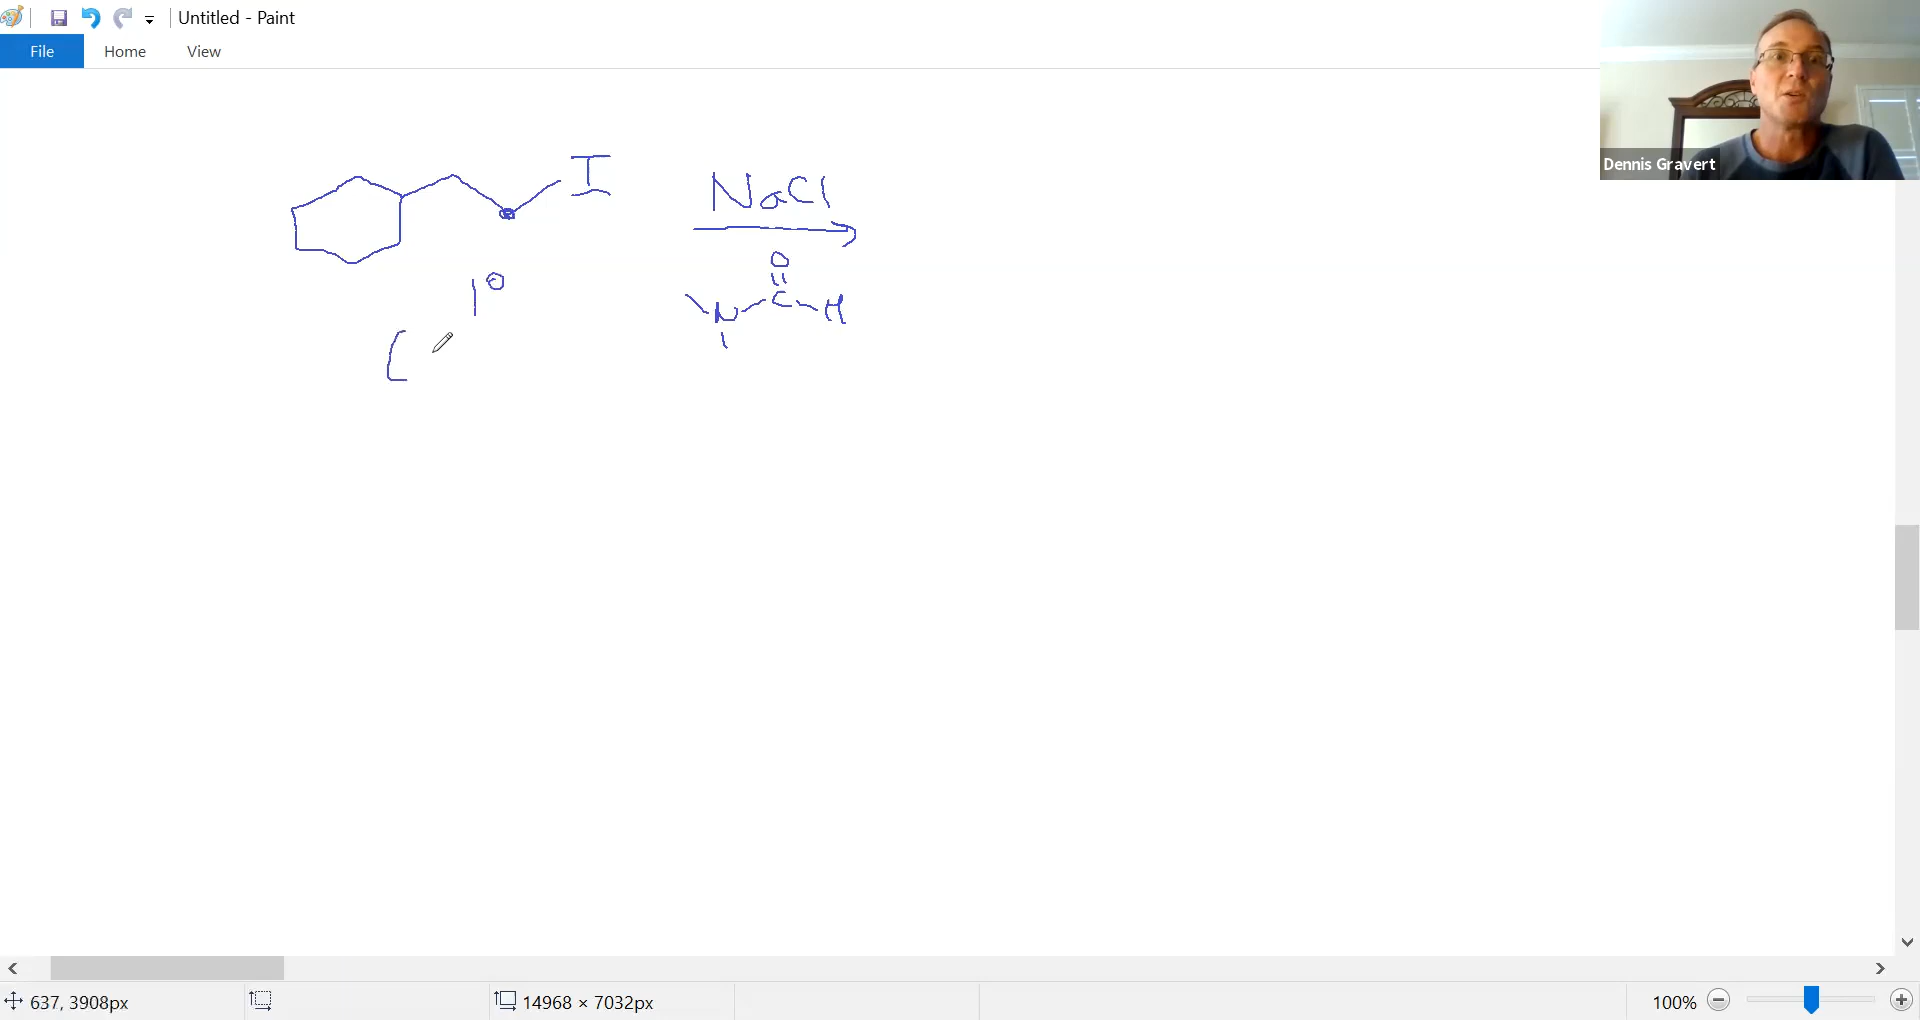 Untitled - Paint
File Home View
Dennis Gravert
I
NaCl
O
N C H
1°
(
637, 3908px
14968 × 7032px
100%